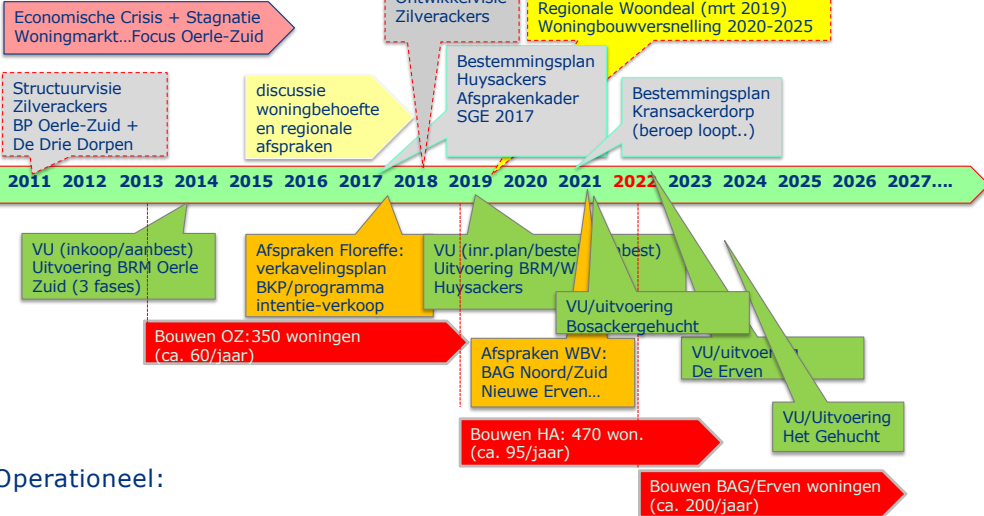 Economische Crisis + Stagnatie
Woningmarkt...Focus Oerle-Zuid
Ontwikkelvisie
Zilverackers
Regionale Woondeal (mrt 2019)
Woningbouwversnelling 2020-2025
Structuurvisie
Zilverackers
BP Oerle-Zuid +
De Drie Dorpen
discussie
woningbehoefte
en regionale
afspraken
Bestemmingsplan
Huysackers
Afsprakenkader
SGE 2017
Bestemmingsplan
Kransackerdorp
(beroep loopt..)
2011 2012 2013 2014 2015 2016 2017 2018 2019 2020 2021 2022 2023 2024 2025 2026 2027....
VU (inkoop/aanbest)
Uitvoering BRM Oerle
Zuid (3 fases)
Afspraken Floreffe:
verkavelingsplan
BKP/programma
intentie-verkoop
VU (inr.plan/beste best)
Uitvoering BRM/W
Huysackers
VU/uitvoering
Bosackergehucht
Bouwen OZ:350 woningen
(ca. 60/jaar)
Afspraken WBV:
BAG Noord/Zuid
Nieuwe Erven...
VU/uitvoering
De Erven
VU/Uitvoering
Het Gehucht
Bouwen HA: 470 won.
(ca. 95/jaar)
Bouwen BAG/Erven woningen
(ca. 200/jaar)
Operationeel: